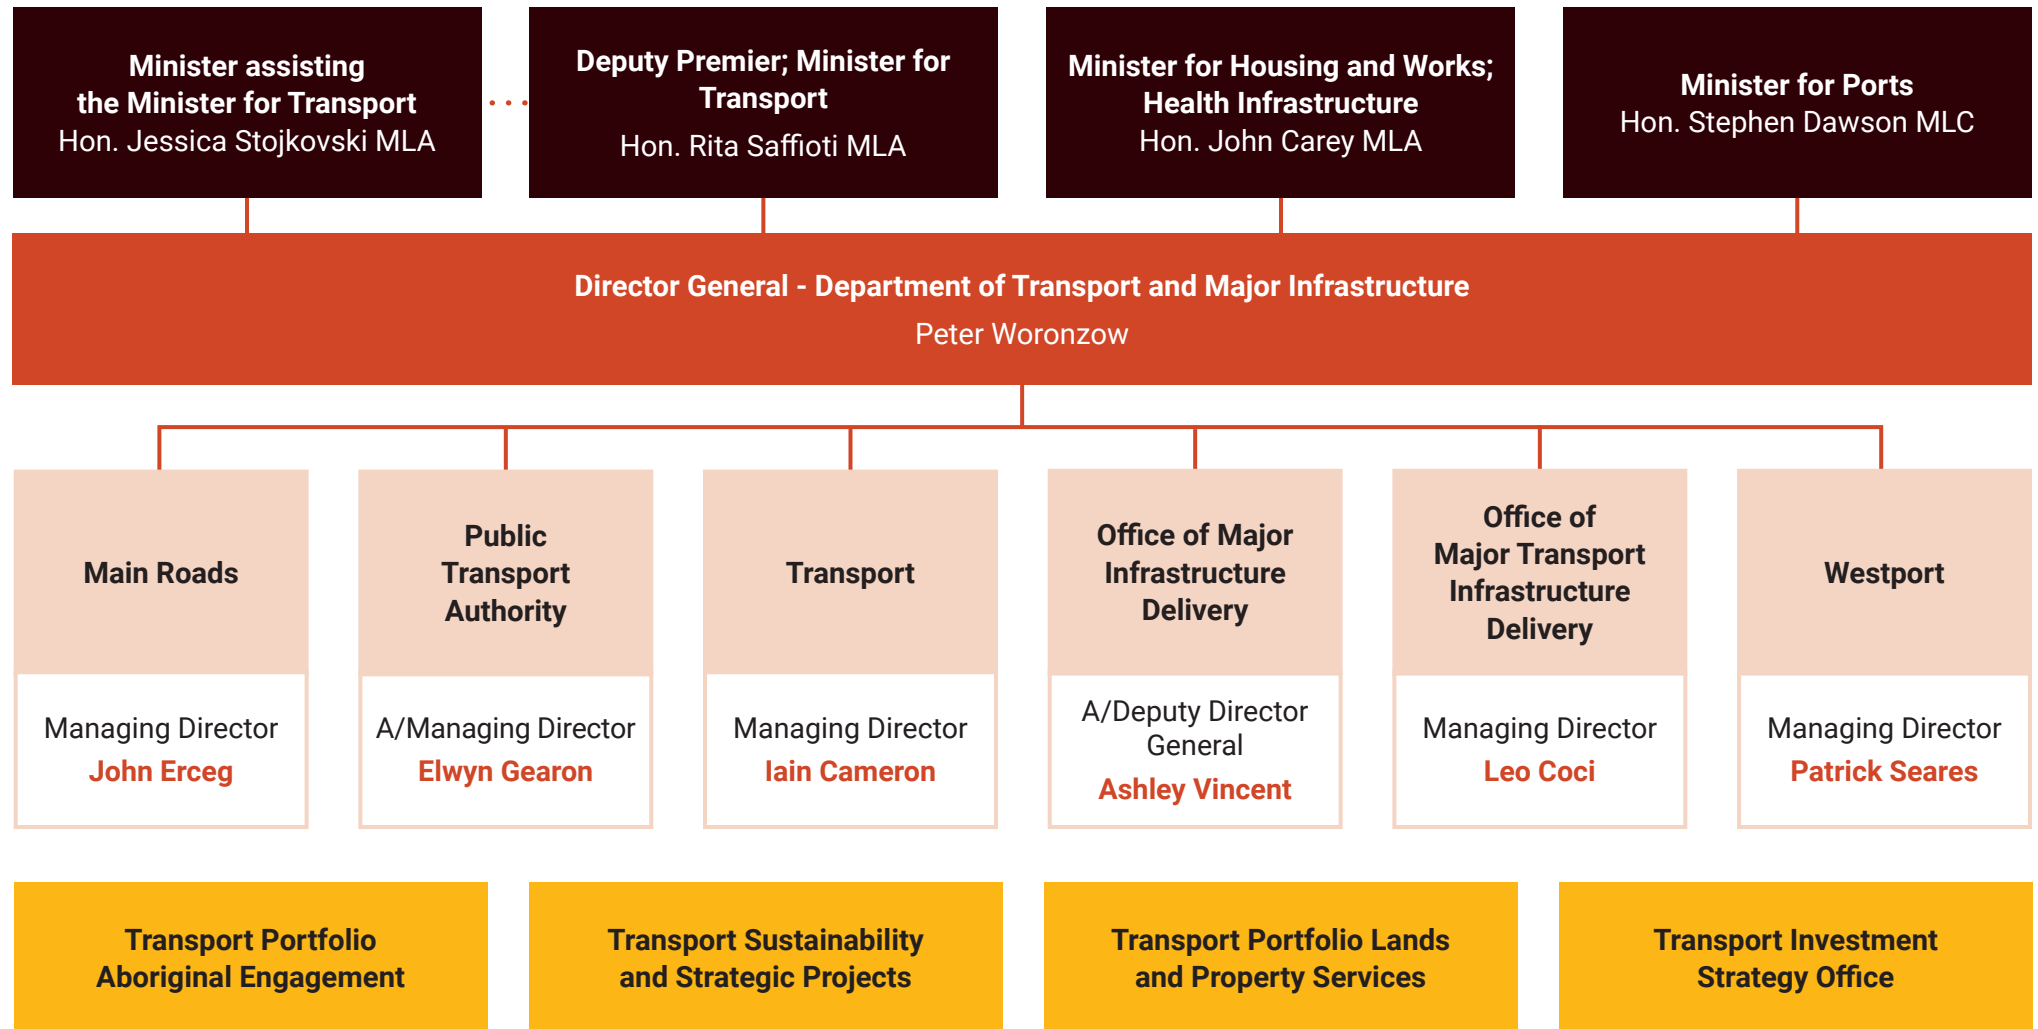 Minister assisting
the Minister for Transport
Hon. Jessica Stojkovski MLA
Deputy Premier; Minister for
Transport
Hon. Rita Saffioti MLA
Minister for Housing and Works;
Health Infrastructure
Hon. John Carey MLA
Minister for Ports
Hon. Stephen Dawson MLC
Director General - Department of Transport and Major Infrastructure
Peter Woronzow
Main Roads
Managing Director
John Erceg
Public
Transport
Authority
A/Managing Director
Elwyn Gearon
Transport
Managing Director
Iain Cameron
Office of Major
Infrastructure
Delivery
A/Deputy Director
General
Ashley Vincent
Office of
Major Transport
Infrastructure
Delivery
Managing Director
Leo Coci
Westport
Managing Director
Patrick Seares
Transport Portfolio
Aboriginal Engagement
Transport Sustainability
and Strategic Projects
Transport Portfolio Lands
and Property Services
Transport Investment
Strategy Office